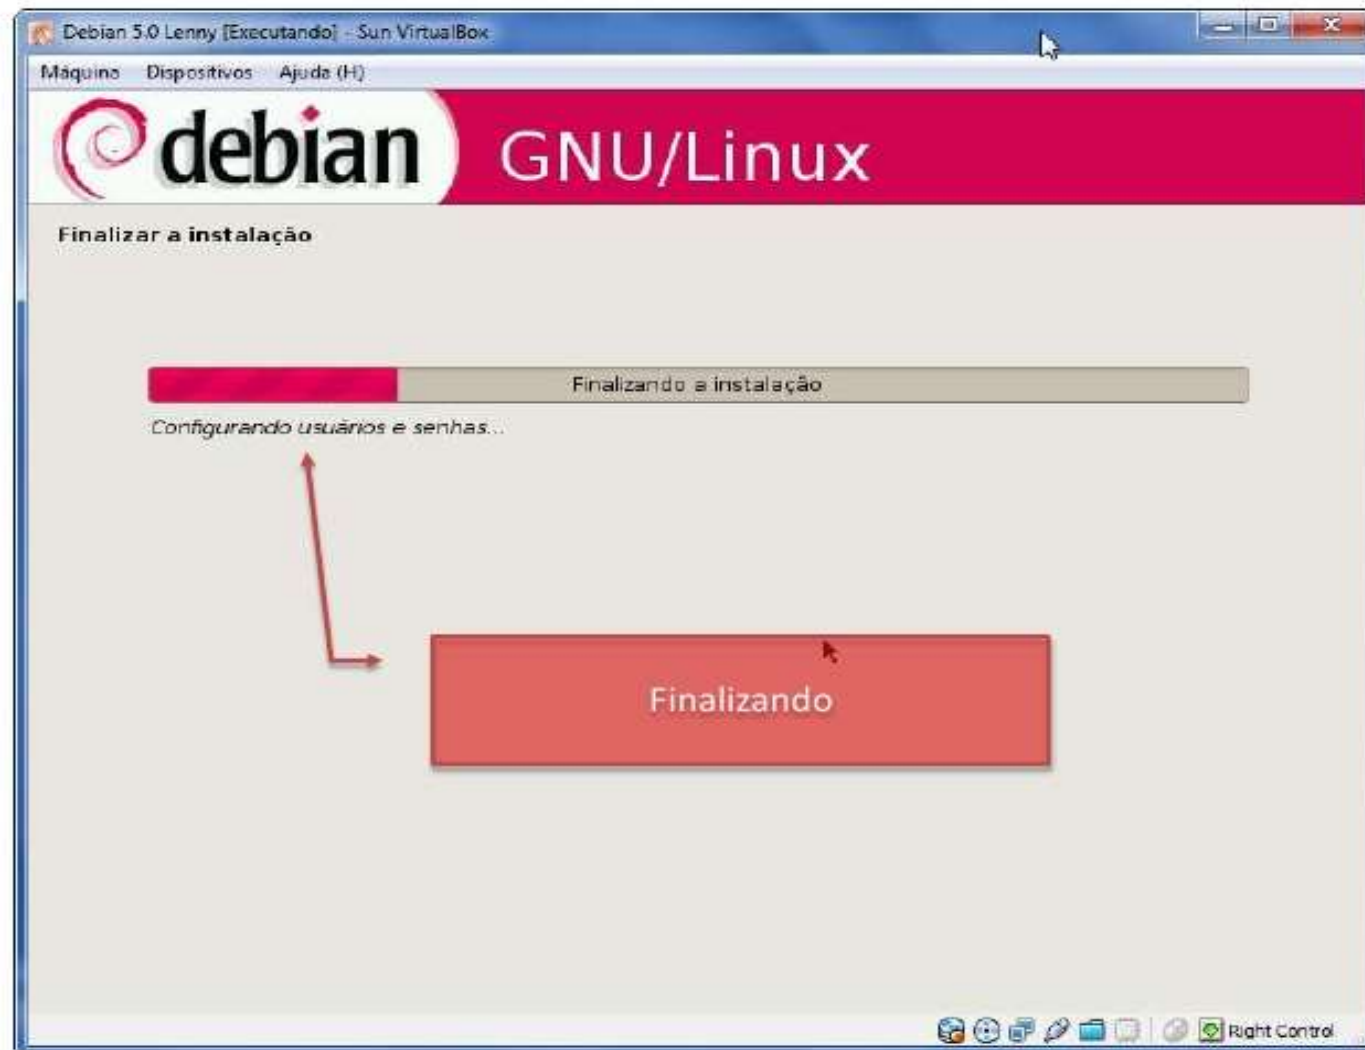 Debian 5.0 Lenny [Executando] - Sun VirtualBox
Máquina Dispositivos Ajuda (H)
debian GNU/Linux
Finalizar a instalação
Finalizando a instalação
Configurando usuários e senhas...
Finalizando
Right Control